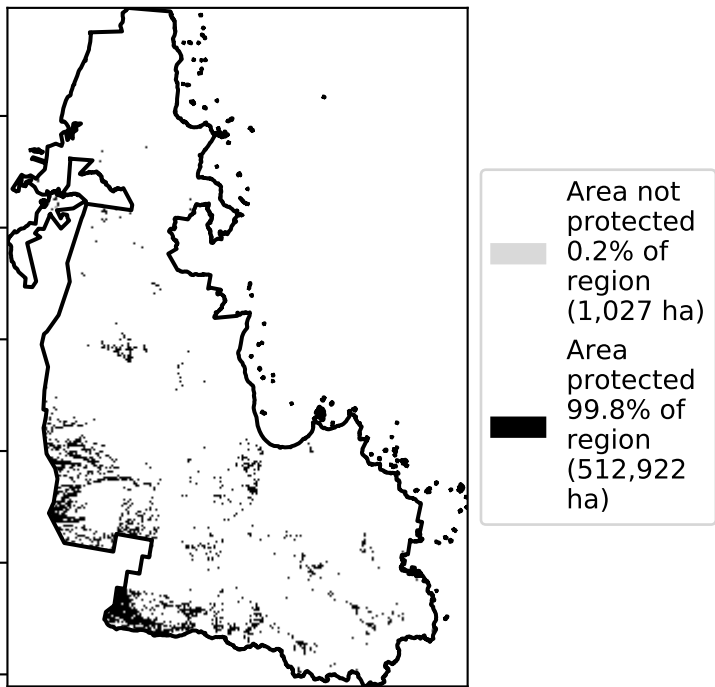 Area not
protected
0.2% of
region
(1,027 ha)
Area
protected
99.8% of
region
(512,922
ha)